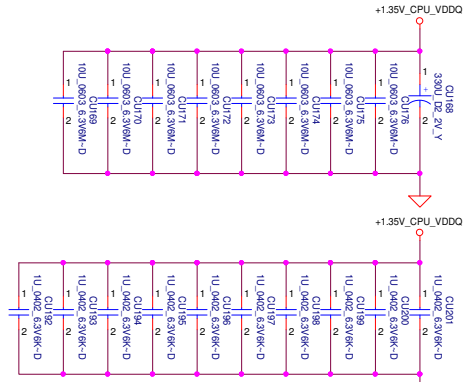 +1.35V_CPU_VDDQ
1
2
CU169
10U_0603_6.3V6M~D
1
2
CU170
10U_0603_6.3V6M~D
1
2
CU171
10U_0603_6.3V6M~D
1
2
CU172
10U_0603_6.3V6M~D
1
2
CU173
10U_0603_6.3V6M~D
1
2
CU174
10U_0603_6.3V6M~D
1
2
CU175
10U_0603_6.3V6M~D
1
2
CU176
10U_0603_6.3V6M~D
1
+
2
CU168
330U_D2_2V_Y
+1.35V_CPU_VDDQ
1
2
CU192
1U_0402_6.3V6K~D
1
2
CU193
1U_0402_6.3V6K~D
1
2
CU194
1U_0402_6.3V6K~D
1
2
CU195
1U_0402_6.3V6K~D
1
2
CU196
1U_0402_6.3V6K~D
1
2
CU197
1U_0402_6.3V6K~D
1
2
CU198
1U_0402_6.3V6K~D
1
2
CU199
1U_0402_6.3V6K~D
1
2
CU200
1U_0402_6.3V6K~D
1
2
CU201
1U_0402_6.3V6K~D